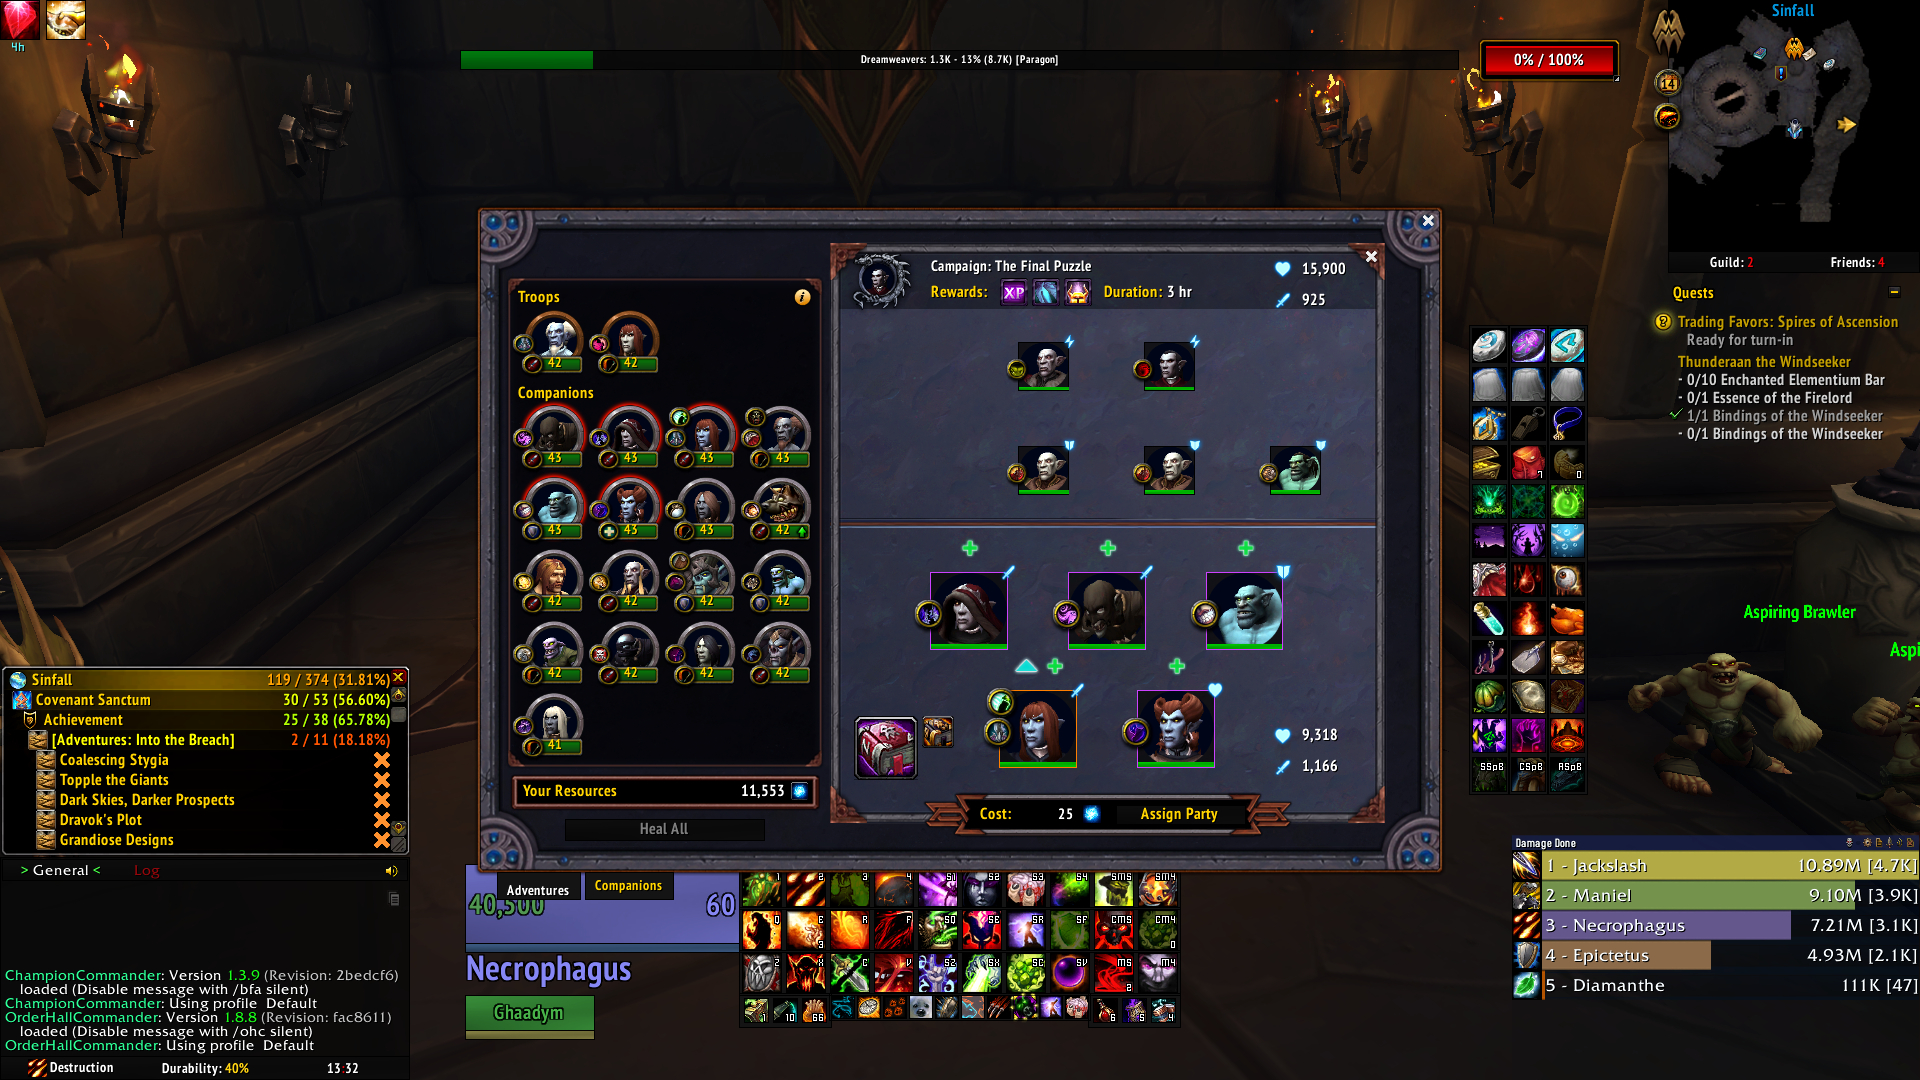 4h
Dreamweavers: 1.3K - 13% (8.7K) [Paragon]
0% / 100%
Sinfall
14
Guild: 2
Friends: 4
Quests
Trading Favors: Spires of Ascension
Ready for turn-in
Thunderaan the Windseeker
- 0/10 Enchanted Elementium Bar
- 0/1 Essence of the Firelord
1/1 Bindings of the Windseeker
- 0/1 Bindings of the Windseeker
Campaign: The Final Puzzle
Rewards: XP
Duration: 3 hr
15,900
925
Troops
42
42
Companions
43
43
43
43
43
43
43
42
42
42
42
42
42
42
42
42
41
Your Resources
11,553
Heal All
9,318
1,166
Cost: 25
Assign Party
Adventures
Companions
40,500
60
Necrophagus
Ghaadym
Sinfall
119 / 374 (31.81%)
Covenant Sanctum
30 / 53 (56.60%)
Achievement
25 / 38 (65.78%)
[Adventures: Into the Breach]
2 / 11 (18.18%)
Coalescing Stygia
Topple the Giants
Dark Skies, Darker Prospects
Dravok's Plot
Grandiose Designs
> General <
Log
ChampionCommander: Version 1.3.9 (Revision: 2bedcf6)
loaded (Disable message with /bfa silent)
ChampionCommander: Using profile Default
OrderHallCommander: Version 1.8.8 (Revision: fac8611)
loaded (Disable message with /ohc silent)
OrderHallCommander: Using profile Default
Destruction
Durability: 40%
13:32
Aspiring Brawler
Aspi
SSpB
CSpB
ASpB
Damage Done
1 - Jackslash
10.89M [4.7K]
2 - Maniel
9.10M [3.9K]
3 - Necrophagus
7.21M [3.1K]
4 - Epictetus
4.93M [2.1K]
5 - Diamanthe
111K [47]